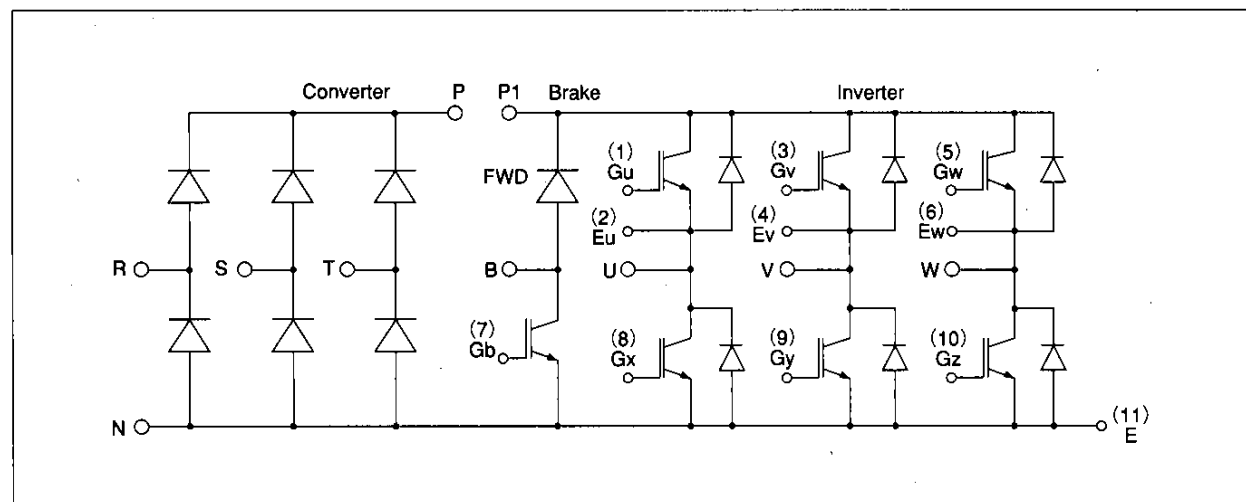 Converter P P1 Brake Inverter
(1)
Gu
(3)
Gv
(5)
Gw
FWD
(2)
Eu
(4)
Ev
(6)
Ew
R S T B U V W
(7)
Gb
(8)
Gx
(9)
Gy
(10)
Gz
N
(11)
E